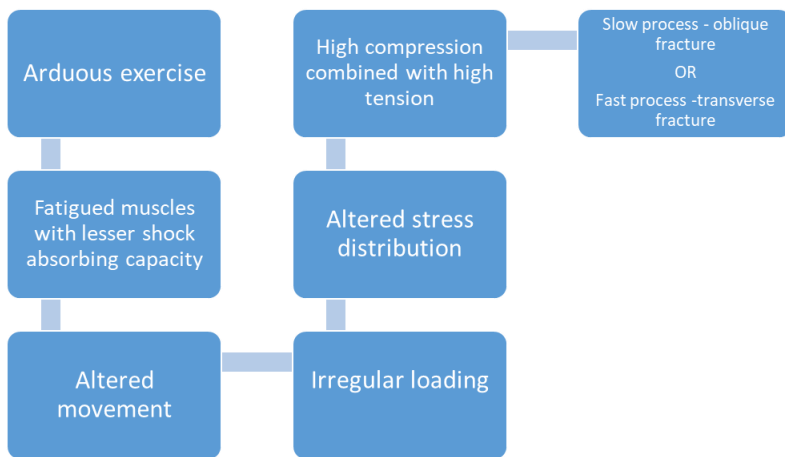 Arduous exercise
Fatigued muscles
with lesser shock
absorbing capacity
Altered
movement
Irregular loading
Altered stress
distribution
High compression
combined with high
tension
Slow process - oblique
fracture
OR
Fast process -transverse
fracture